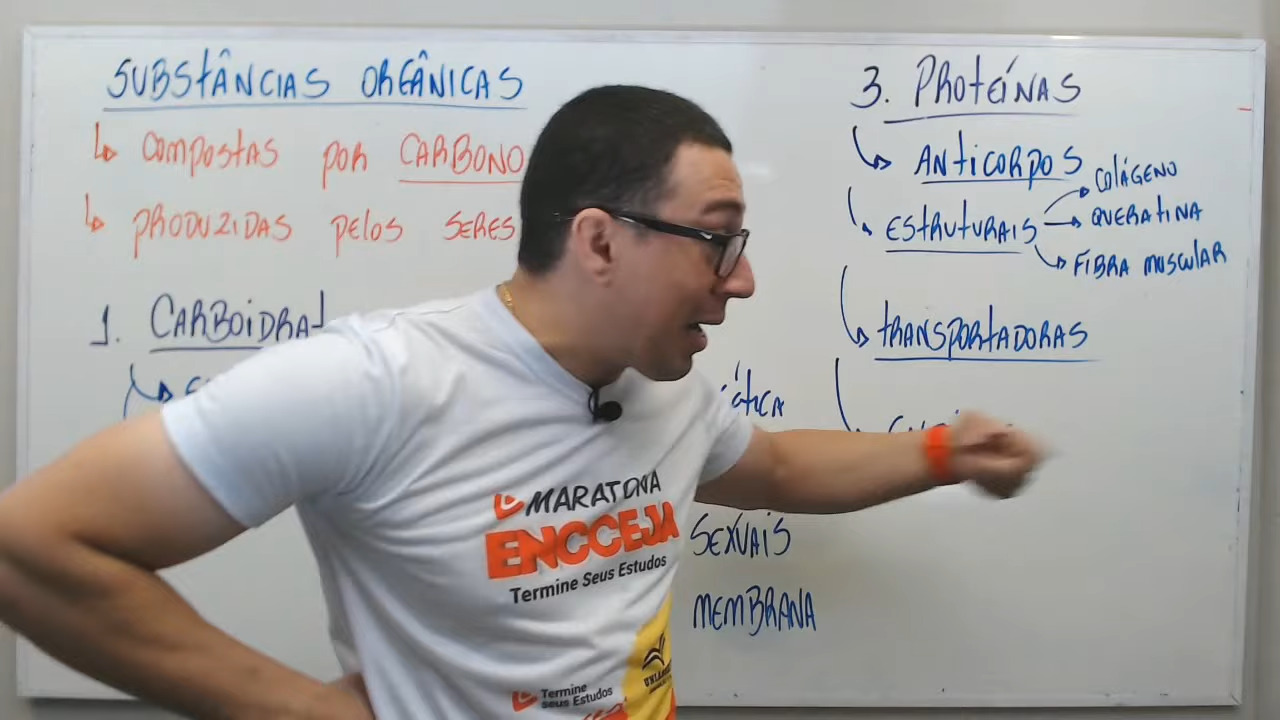 SUBSTÂNCIAS ORGÂNICAS
COMPOSTAS POR CARBONO
PRODUZIDAS PELOS SERES
1. CARBOIDRAT
SEXUAIS
MEMBRANA
3. PROTEÍNAS
ANTICORPOS
ESTRUTURAIS
COLÁGENO
QUERATINA
FIBRA MUSCULAR
TRANSPORTADORAS
MARATONA
ENCCEJA
Termine Seus Estudos
Termine
seus Estudos